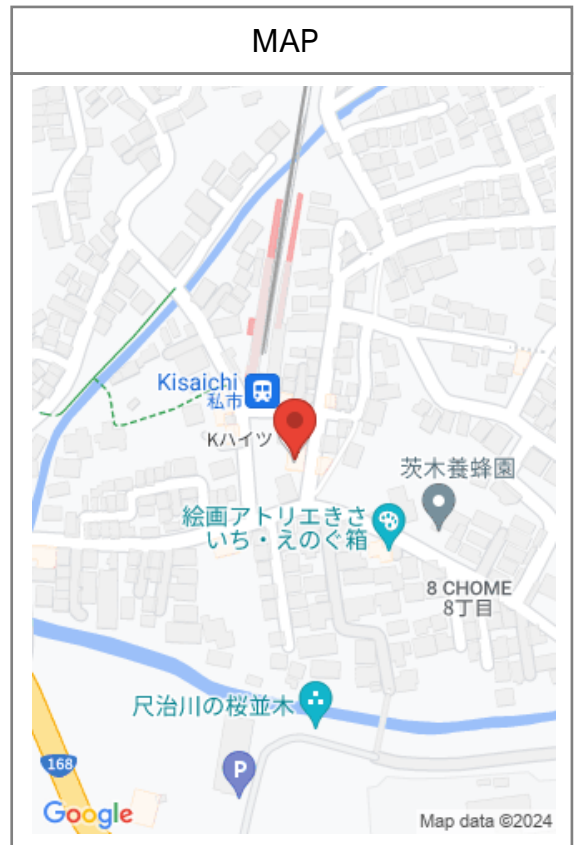 MAP
Kisaichi
私市
Kハイツ
茨木養蜂園
絵画アトリエきさ
いち・えのぐ箱
8 CHOME
8丁目
尺治川の桜並木
168
P
Google
Map data ©2024